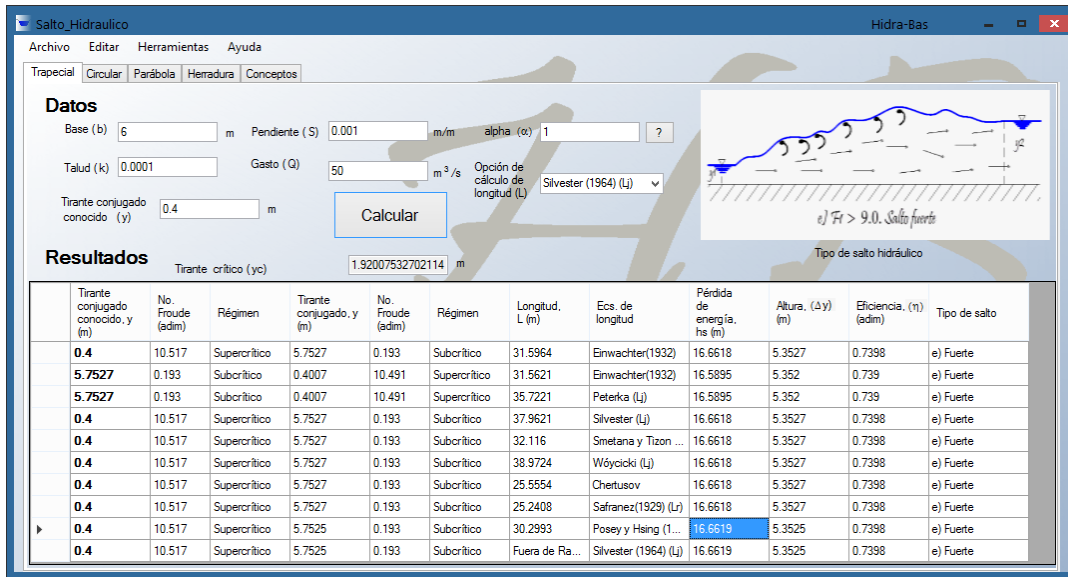 Salto_Hidraulico Hidra-Bas
Archivo Editar Herramientas Ayuda
Trapecial Circular Parábola Herradura Conceptos
Datos
Base (b) 6 m Pendiente ( S) 0.001 m/m alpha (α) 1 ?
Talud ( k) 0.0001 Gasto ( Q) 50 m ³ /s Opción de cálculo de longitud (L) Silvester (1964) (Lj)
Tirante conjugado conocido (y) 0.4 m Calcular
y1 y2
e) Fr > 9.0. Salto fuerte
Tipo de salto hidráulico
Resultados Tirante crítico ( yc) 1.92007532702114 m
Tirante conjugado conocido, y (m) No. Froude (adim) Régimen Tirante conjugado, y (m) No. Froude (adim) Régimen Longitud, L (m) Ecs. de longitud Pérdida de energía, hs (m) Altura, (Δy) (m) Eficiencia, (η) (adim) Tipo de salto
0.4 10.517 Supercrítico 5.7527 0.193 Subcrítico 31.5964 Einwachter(1932) 16.6618 5.3527 0.7398 e) Fuerte
5.7527 0.193 Subcrítico 0.4007 10.491 Supercrítico 31.5621 Einwachter(1932) 16.5895 5.352 0.739 e) Fuerte
5.7527 0.193 Subcrítico 0.4007 10.491 Supercrítico 35.7221 Peterka (Lj) 16.5895 5.352 0.739 e) Fuerte
0.4 10.517 Supercrítico 5.7527 0.193 Subcrítico 37.9621 Silvester (Lj) 16.6618 5.3527 0.7398 e) Fuerte
0.4 10.517 Supercrítico 5.7527 0.193 Subcrítico 32.116 Smetana y Tizon ... 16.6618 5.3527 0.7398 e) Fuerte
0.4 10.517 Supercrítico 5.7527 0.193 Subcrítico 38.9724 Wóycicki (Lj) 16.6618 5.3527 0.7398 e) Fuerte
0.4 10.517 Supercrítico 5.7527 0.193 Subcrítico 25.5554 Chertusov 16.6618 5.3527 0.7398 e) Fuerte
0.4 10.517 Supercrítico 5.7527 0.193 Subcrítico 25.2408 Safranez(1929) (Lr) 16.6618 5.3527 0.7398 e) Fuerte
0.4 10.517 Supercrítico 5.7525 0.193 Subcrítico 30.2993 Posey y Hsing (1... 16.6619 5.3525 0.7398 e) Fuerte
0.4 10.517 Supercrítico 5.7525 0.193 Subcrítico Fuera de Ra... Silvester (1964) (Lj) 16.6619 5.3525 0.7398 e) Fuerte